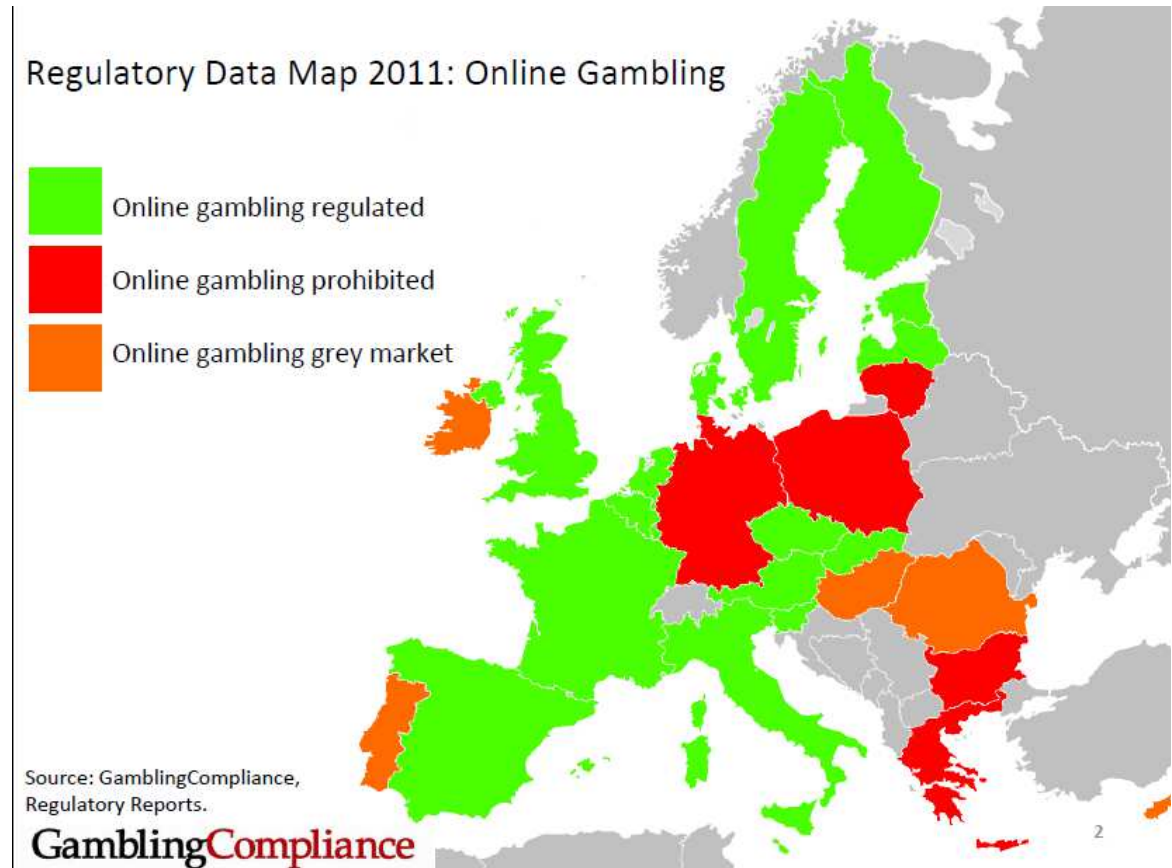 Regulatory Data Map 2011: Online Gambling
Online gambling regulated
Online gambling prohibited
Online gambling grey market
Source: GamblingCompliance,
Regulatory Reports.
GamblingCompliance
2